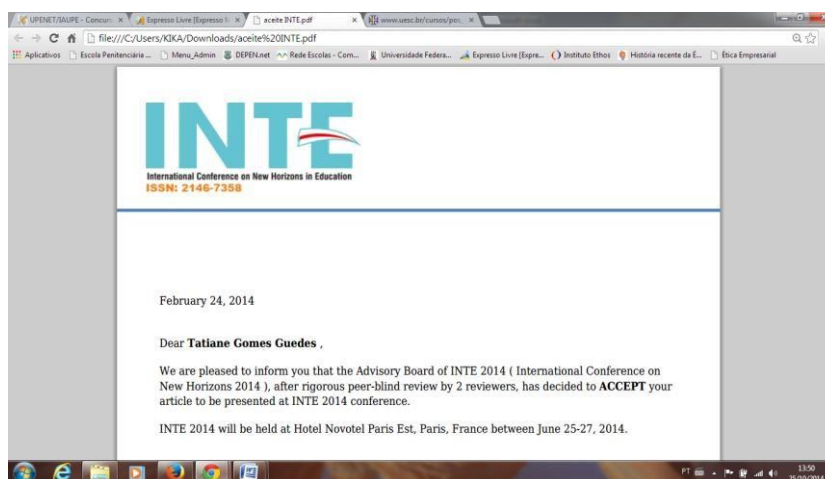 UPENET/IAUPE - Concurs
Expresso Livre [Expresso
aceite INTE.pdf
www.uesc.br/cursos/pos
file:///C:/Users/KIKA/Downloads/aceite%20INTE.pdf
Aplicativos
Escola Penitenciária ...
Menu_Admin
DEPEN.net
Rede Escolas - Com...
Universidade Federa...
Expresso Livre [Expre...
Instituto Ethos
História recente da É...
Ética Empresarial
INTE
International Conference on New Horizons in Education
ISSN: 2146-7358
February 24, 2014
Dear Tatiane Gomes Guedes ,
We are pleased to inform you that the Advisory Board of INTE 2014 ( International Conference on
New Horizons 2014 ), after rigorous peer-blind review by 2 reviewers, has decided to ACCEPT your
article to be presented at INTE 2014 conference.
INTE 2014 will be held at Hotel Novotel Paris Est, Paris, France between June 25-27, 2014.
PT
13:50
25/10/2014